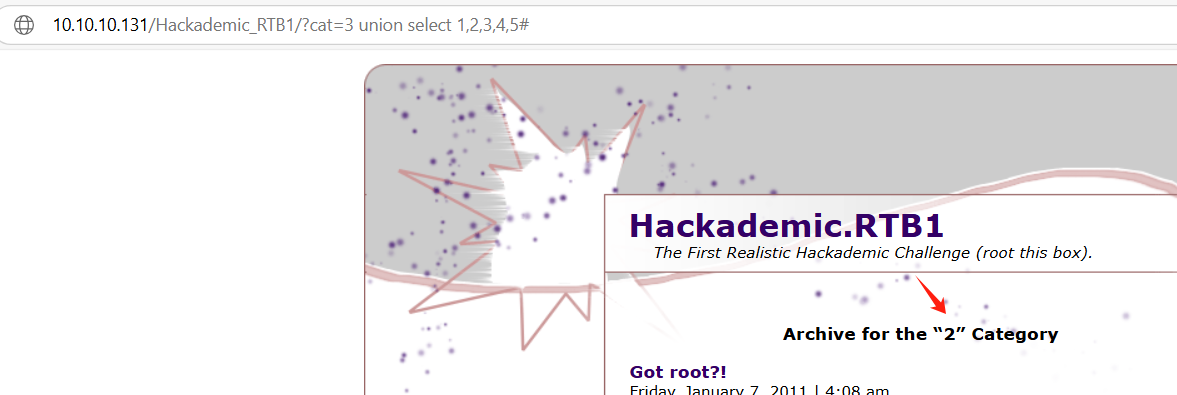 10.10.10.131/Hackademic_RTB1/?cat=3 union select 1,2,3,4,5#
Hackademic.RTB1
The First Realistic Hackademic Challenge (root this box).
Archive for the “2” Category
Got root?!
Friday, January 7, 2011 | 4:08 am